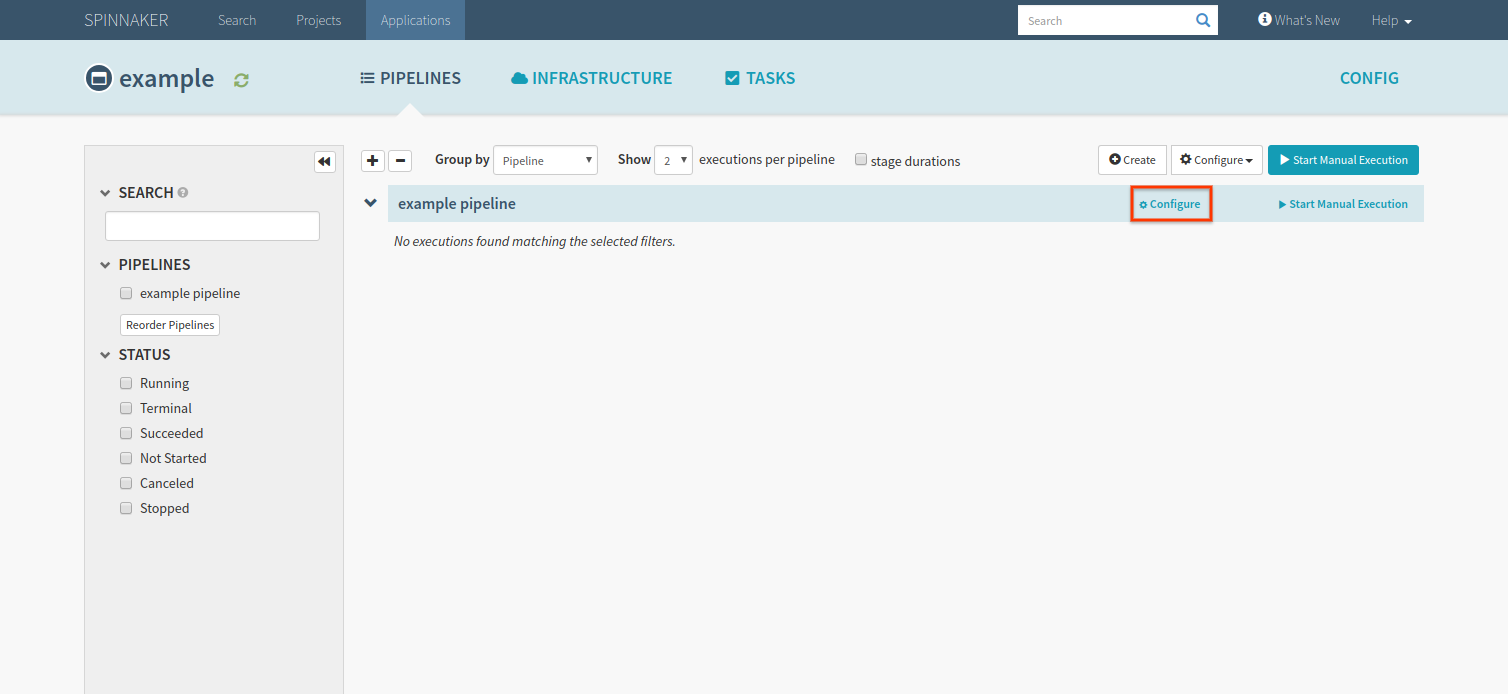 SPINNAKER Search Projects Applications Search What's New Help
example PIPELINES INFRASTRUCTURE TASKS CONFIG
Group by Pipeline Show 2 executions per pipeline stage durations Create Configure Start Manual Execution
SEARCH
example pipeline Configure Start Manual Execution
No executions found matching the selected filters.
PIPELINES
example pipeline
Reorder Pipelines
STATUS
Running
Terminal
Succeeded
Not Started
Canceled
Stopped